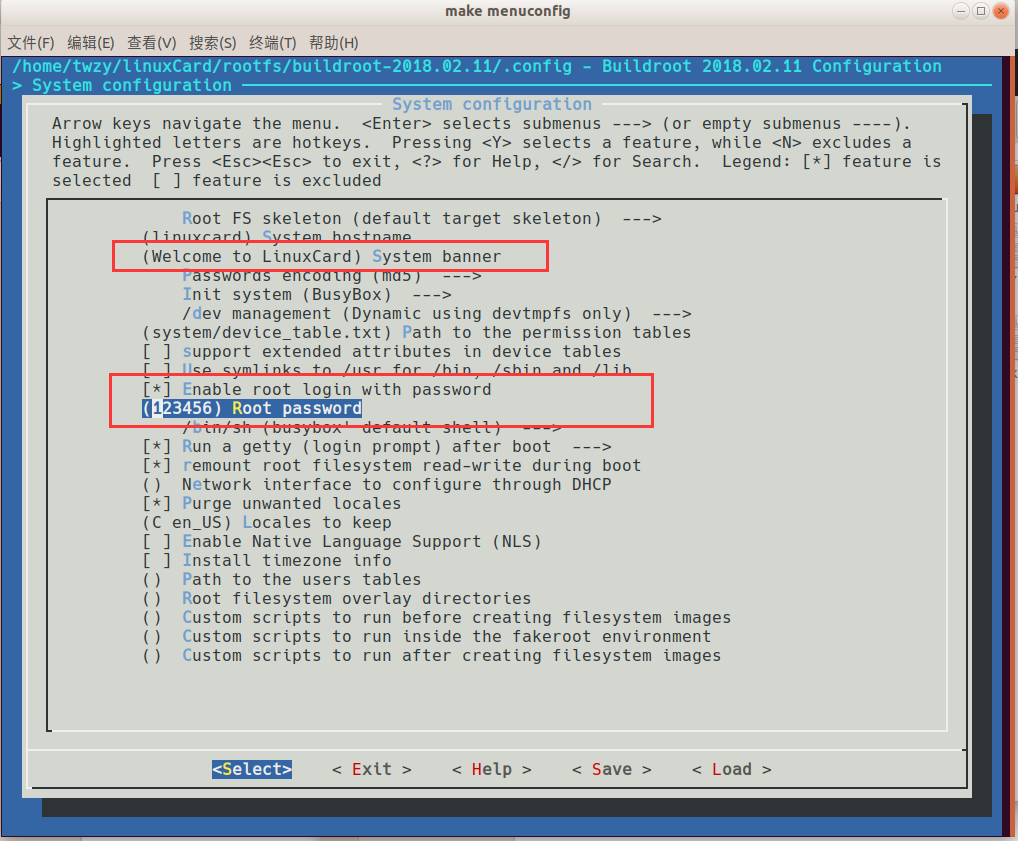 make menuconfig
文件(F) 编辑(E) 查看(V) 搜索(S) 终端(T) 帮助(H)
/home/twzy/linuxCard/rootfs/buildroot-2018.02.11/.config - Buildroot 2018.02.11 Configuration
> System configuration
System configuration
Arrow keys navigate the menu. <Enter> selects submenus ---> (or empty submenus ----).
Highlighted letters are hotkeys. Pressing <Y> selects a feature, while <N> excludes a
feature. Press <Esc><Esc> to exit, <?> for Help, </> for Search. Legend: [*] feature is
selected [ ] feature is excluded
Root FS skeleton (default target skeleton) --->
(linuxcard) System hostname
(Welcome to LinuxCard) System banner
Passwords encoding (md5) --->
Init system (BusyBox) --->
/dev management (Dynamic using devtmpfs only) --->
(system/device_table.txt) Path to the permission tables
[ ] support extended attributes in device tables
[ ] Use symlinks to /usr for /bin, /sbin and /lib
[*] Enable root login with password
(123456) Root password
/bin/sh (busybox' default shell) --->
[*] Run a getty (login prompt) after boot --->
[*] remount root filesystem read-write during boot
() Network interface to configure through DHCP
[*] Purge unwanted locales
(C en_US) Locales to keep
[ ] Enable Native Language Support (NLS)
[ ] Install timezone info
() Path to the users tables
() Root filesystem overlay directories
() Custom scripts to run before creating filesystem images
() Custom scripts to run inside the fakeroot environment
() Custom scripts to run after creating filesystem images
<Select> < Exit > < Help > < Save > < Load >